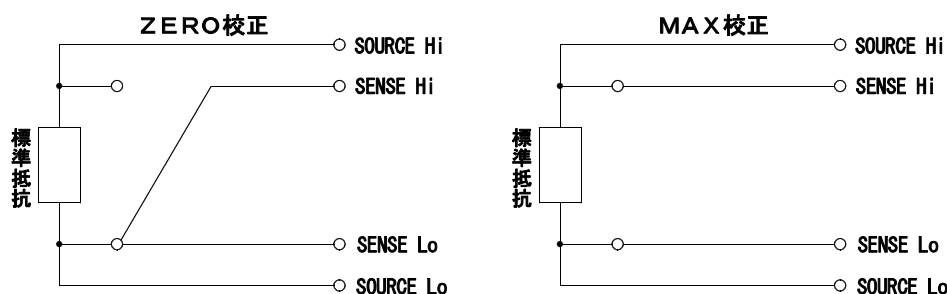 ZERO校正
SOURCE Hi
SENSE Hi
標準抵抗
SENSE Lo
SOURCE Lo
MAX校正
SOURCE Hi
SENSE Hi
標準抵抗
SENSE Lo
SOURCE Lo